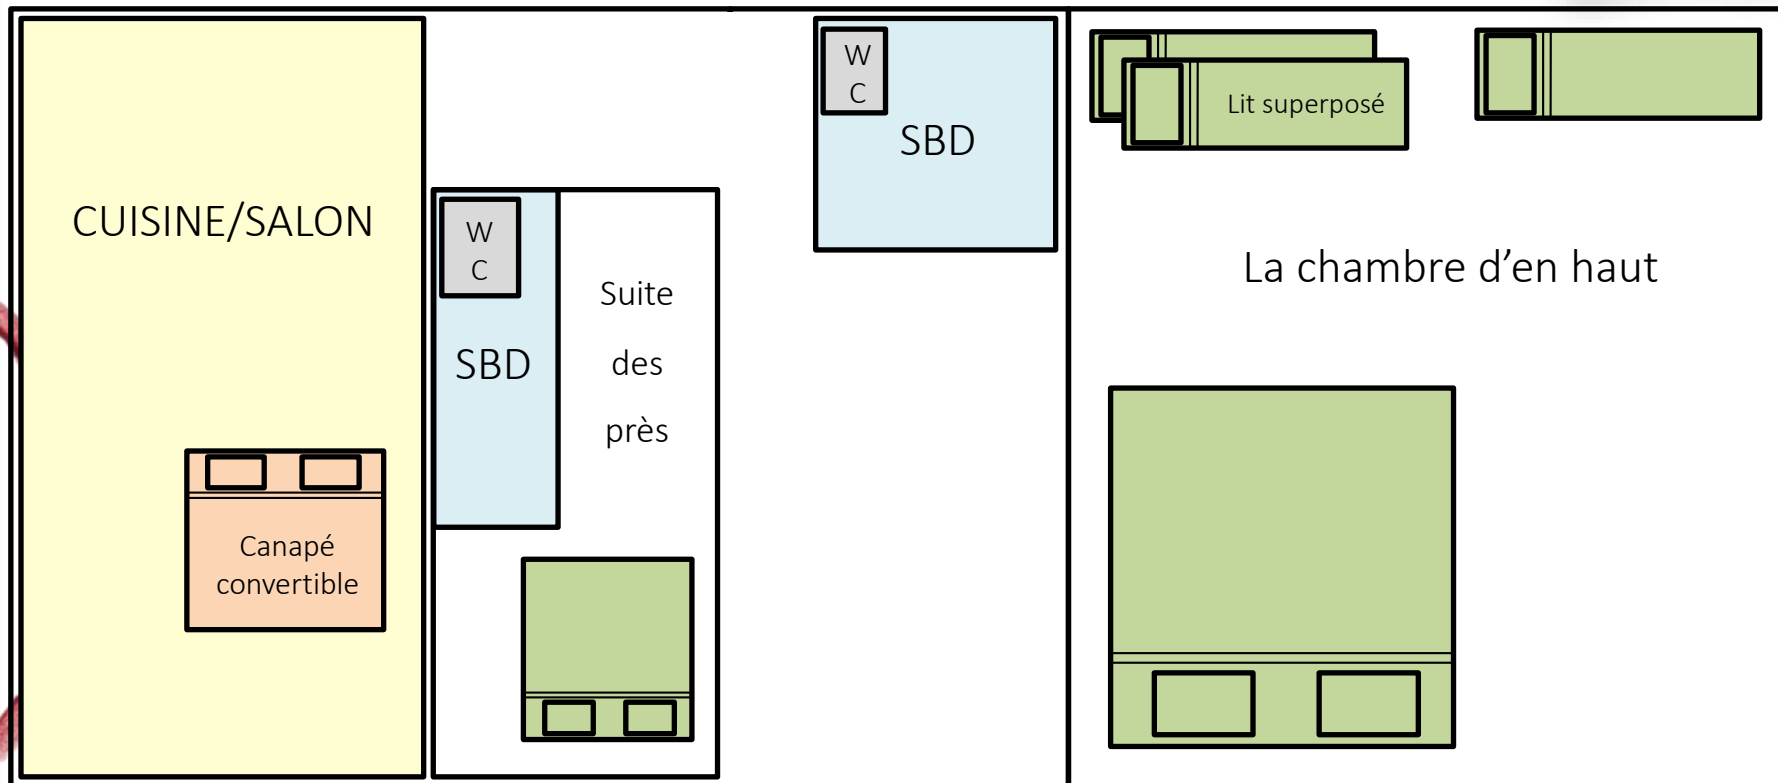 CUISINE/SALON
Canapé
convertible
W
C
SBD
Suite
des
près
W
C
SBD
Lit superposé
La chambre d’en haut